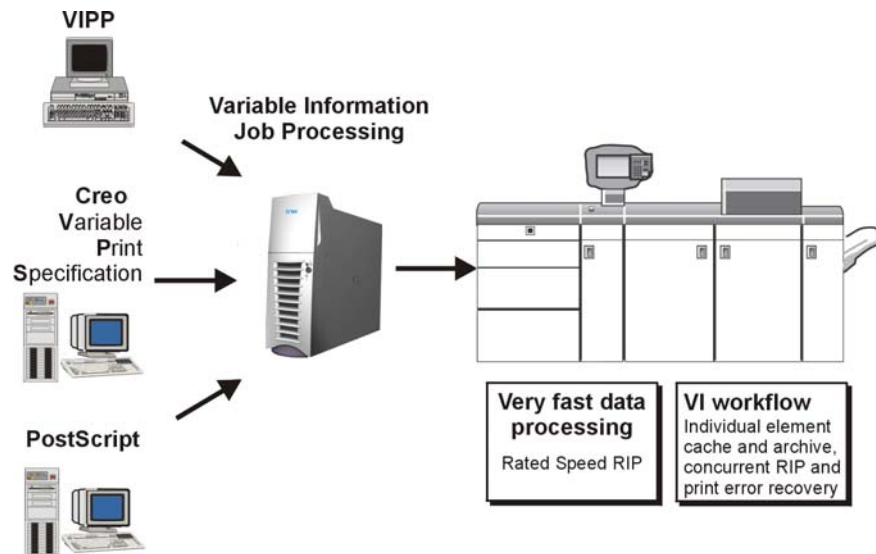 VIPP
Variable Information
Job Processing
Creo
Variable
Print
Specification
PostScript
Very fast data
processing
Rated Speed RIP
VI workflow
Individual element
cache and archive,
concurrent RIP and
print error recovery